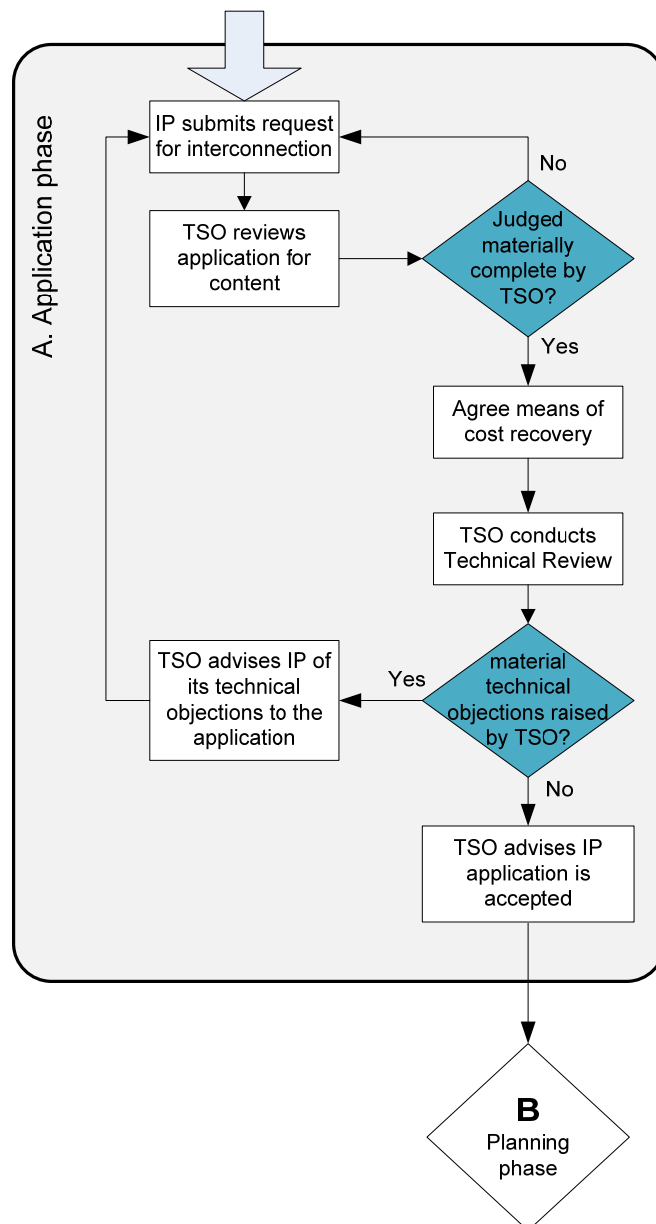 A. Application phase
IP submits request
for interconnection
No
TSO reviews
application for
content
Judged
materially
complete by
TSO?
Yes
Agree means of
cost recovery
TSO conducts
Technical Review
TSO advises IP of
its technical
objections to the
application
Yes
material
technical
objections raised
by TSO?
No
TSO advises IP
application is
accepted
B
Planning
phase